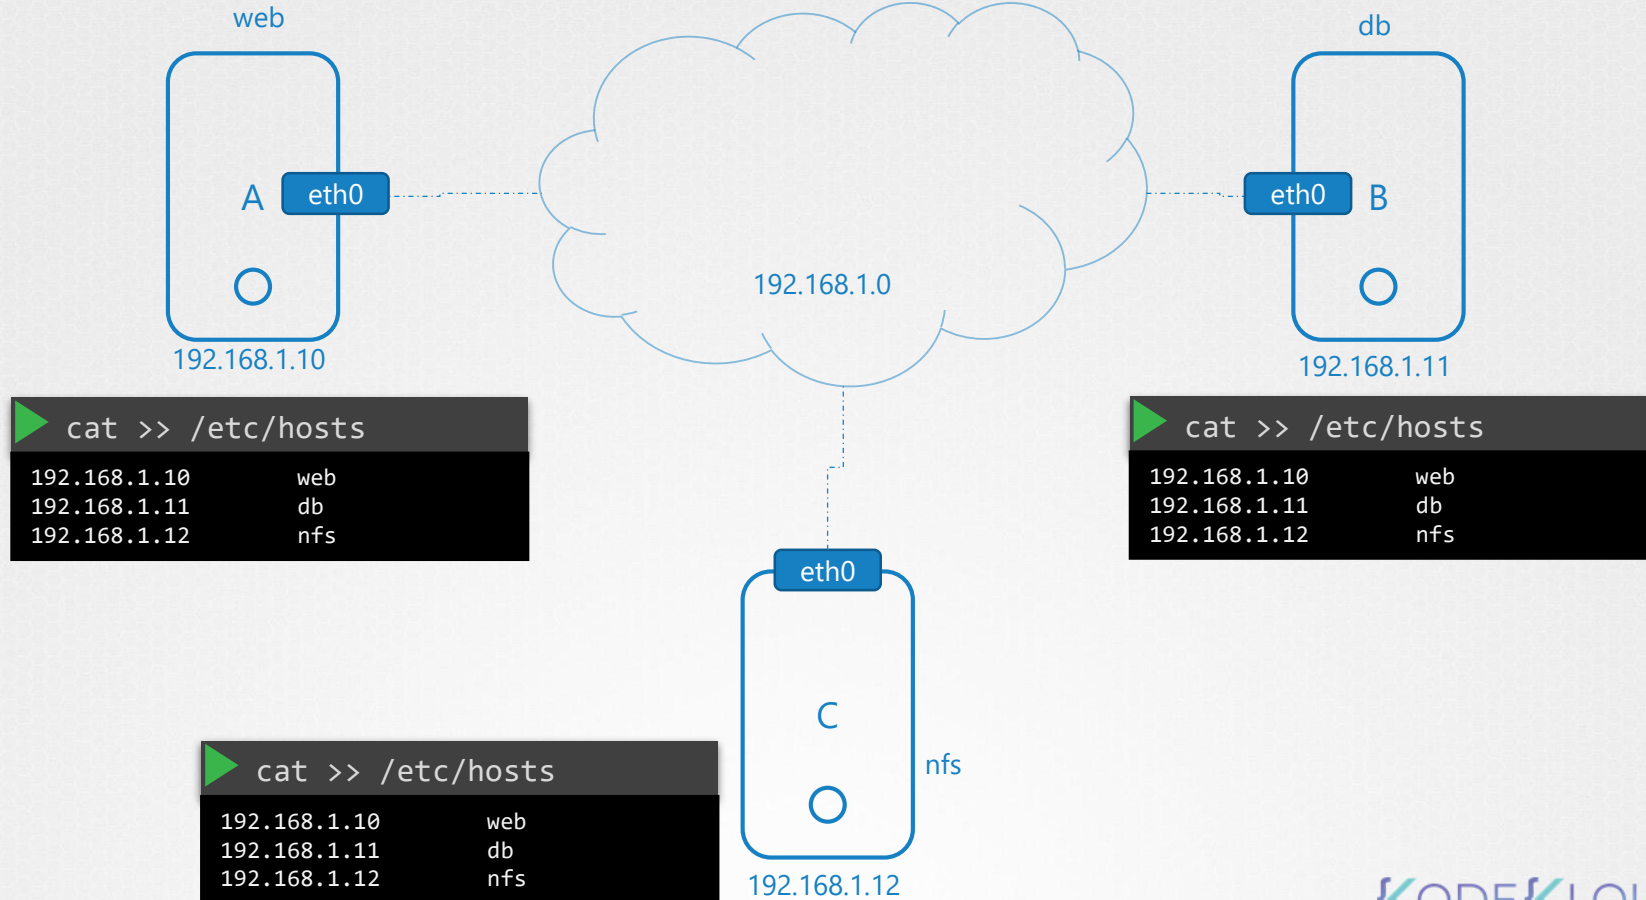 web
db
A
eth0
eth0
B
192.168.1.0
192.168.1.10
192.168.1.11
cat >> /etc/hosts
192.168.1.10 web
192.168.1.11 db
192.168.1.12 nfs
cat >> /etc/hosts
192.168.1.10 web
192.168.1.11 db
192.168.1.12 nfs
eth0
C
nfs
cat >> /etc/hosts
192.168.1.10 web
192.168.1.11 db
192.168.1.12 nfs
192.168.1.12